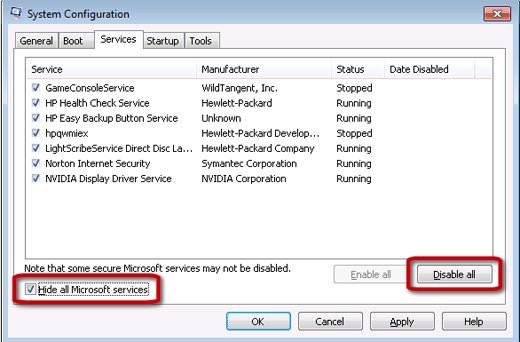 System Configuration
General Boot Services Startup Tools
Service Manufacturer Status Date Disabled
GameConsoleService WildTangent, Inc. Stopped
HP Health Check Service Hewlett-Packard Running
HP Easy Backup Button Service Unknown Running
hpqwmiex Hewlett-Packard Develop... Stopped
LightScribeService Direct Disc La... Hewlett-Packard Company Running
Norton Internet Security Symantec Corporation Running
NVIDIA Display Driver Service NVIDIA Corporation Running
Note that some secure Microsoft services may not be disabled.
Enable all Disable all
Hide all Microsoft services
OK Cancel Apply Help